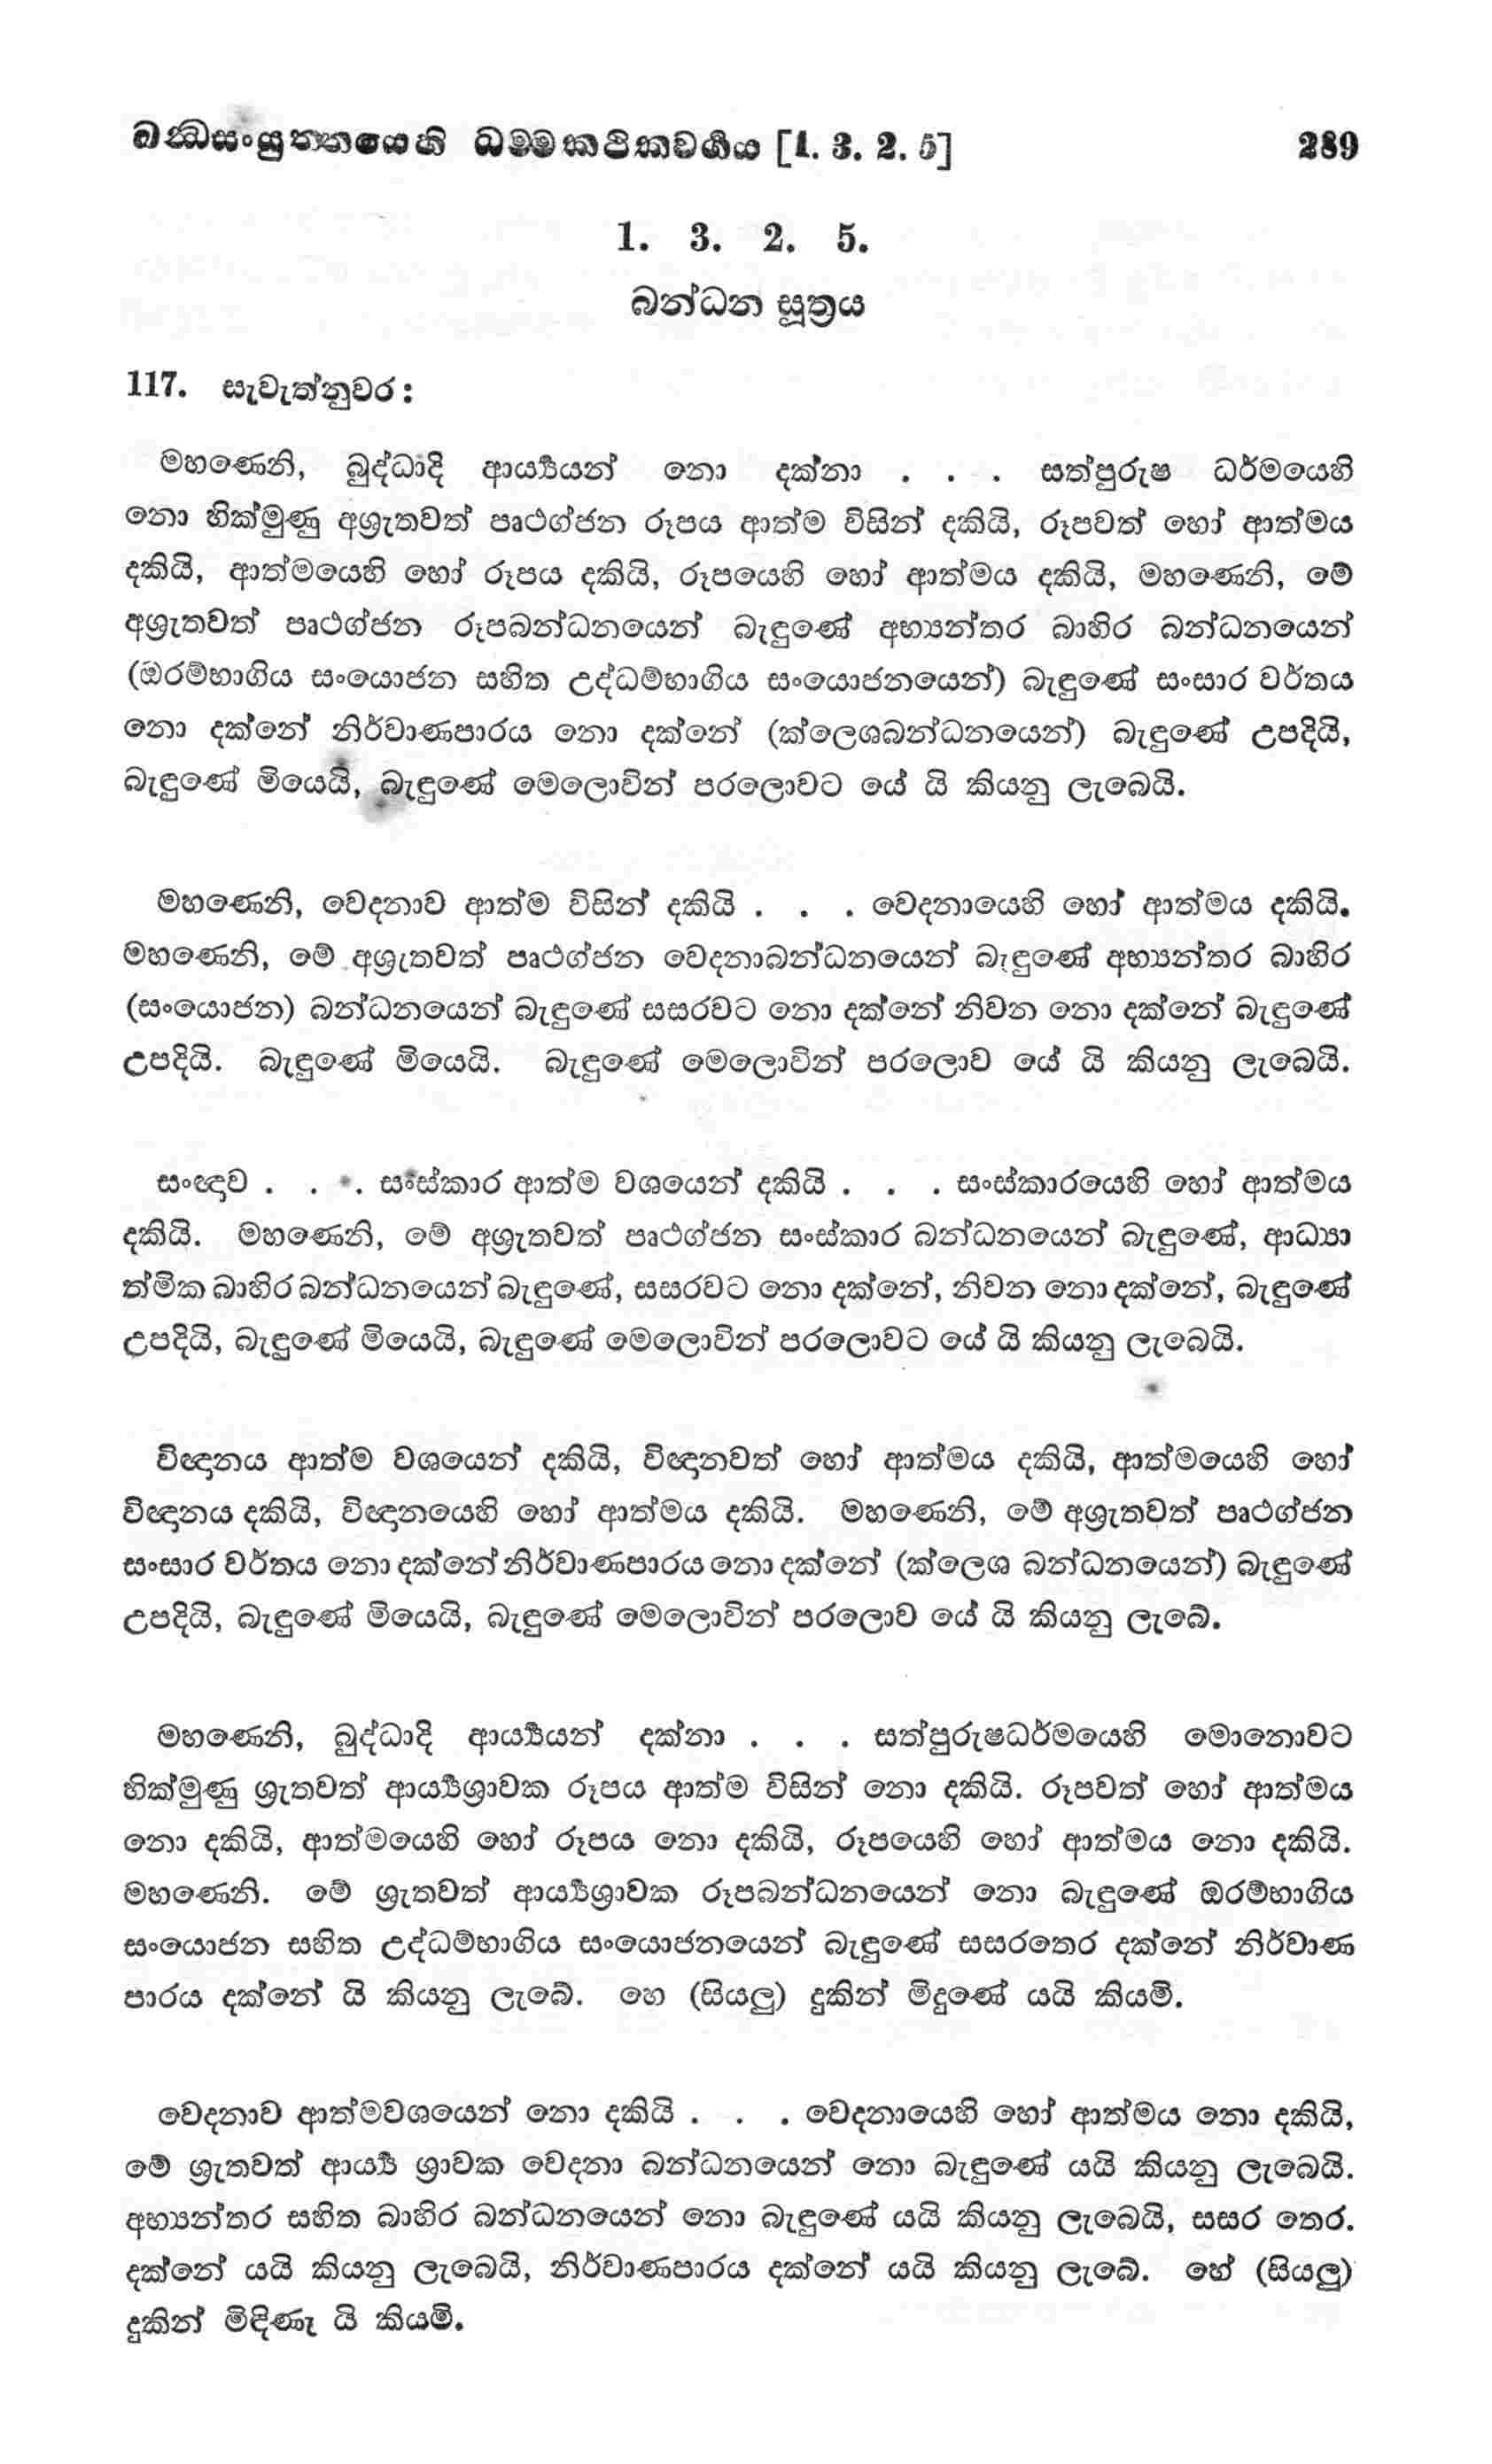 ඛන්ධසංයුත්තයෙහි ධම්මකථිකවර්ගය [1. 3. 2. 5] 289
1. 3. 2. 5.
බන්ධන සූත්‍රය
117. සැවැත්නුවර :
මහණෙනි, බුද්ධාදි ආර්‍ය්‍යයන් නො දක්නා . . . සත්පුරුෂ ධර්මයෙහි
නො හික්මුණු අශ්‍රැතවත් පෘථග්ජන රූපය ආත්ම විසින් දකියි, රූපවත් හෝ ආත්මය
දකියි, ආත්මයෙහි හෝ රූපය දකියි, රූපයෙහි හෝ ආත්මය දකියි, මහණෙනි, මේ
අශ්‍රැතවත් පෘථග්ජන රූපබන්ධනයෙන් බැඳුණේ අභ්‍යන්තර බාහිර බන්ධනයෙන්
(ඔරම්භාගිය සංයොජන සහිත උද්ධම්භාගිය සංයොජනයෙන්) බැඳුණේ සංසාර වර්තය
නො දක්නේ නිර්වාණපාරය නො දක්නේ (ක්ලෙශබන්ධනයෙන්) බැඳුණේ උපදියි,
බැඳුණේ මියෙයි, බැඳුණේ මෙලොවින් පරලොවට යේ යි කියනු ලැබෙයි.
මහණෙනි, වෙදනාව ආත්ම විසින් දකියි . . . වෙදනායෙහි හෝ ආත්මය දකියි.
මහණෙනි, මේ අශ්‍රැතවත් පෘථග්ජන වෙදනාබන්ධනයෙන් බැඳුණේ අභ්‍යන්තර බාහිර
(සංයොජන) බන්ධනයෙන් බැඳුණේ සසරවට නො දක්නේ නිවන නො දක්නේ බැඳුණේ
උපදියි. බැඳුණේ මියෙයි. බැඳුණේ මෙලොවින් පරලොව යේ යි කියනු ලැබෙයි.
සංඥාව . . . සංස්කාර ආත්ම වශයෙන් දකියි . . . සංස්කාරයෙහි හෝ ආත්මය
දකියි. මහණෙනි, මේ අශ්‍රැතවත් පෘථග්ජන සංස්කාර බන්ධනයෙන් බැඳුණේ, ආධ්‍යා
ත්මික බාහිර බන්ධනයෙන් බැඳුණේ, සසරවට නො දක්නේ, නිවන නො දක්නේ, බැඳුණේ
උපදියි, බැඳුණේ මියෙයි, බැඳුණේ මෙලොවින් පරලොවට යේ යි කියනු ලැබෙයි.
විඥානය ආත්ම වශයෙන් දකියි, විඥානවත් හෝ ආත්මය දකියි, ආත්මයෙහි හෝ
විඥානය දකියි, විඥානයෙහි හෝ ආත්මය දකියි. මහණෙනි, මේ අශ්‍රැතවත් පෘථග්ජන
සංසාර වර්තය නො දක්නේ නිර්වාණපාරය නො දක්නේ (ක්ලෙශ බන්ධනයෙන්) බැඳුණේ
උපදියි, බැඳුණේ මියෙයි, බැඳුණේ මෙලොවින් පරලොව යේ යි කියනු ලැබේ.
මහණෙනි, බුද්ධාදි ආර්‍ය්‍යයන් දක්නා . . . සත්පුරුෂධර්මයෙහි මොනොවට
හික්මුණු ශ්‍රැතවත් ආර්‍ය්‍යශ්‍රාවක රූපය ආත්ම විසින් නො දකියි. රූපවත් හෝ ආත්මය
නො දකියි, ආත්මයෙහි හෝ රූපය නො දකියි, රූපයෙහි හෝ ආත්මය නො දකියි.
මහණෙනි. මේ ශ්‍රැතවත් ආර්‍ය්‍යශ්‍රාවක රූපබන්ධනයෙන් නො බැඳුණේ ඔරම්භාගිය
සංයොජන සහිත උද්ධම්භාගිය සංයොජනයෙන් බැඳුණේ සසරතෙර දක්නේ නිර්වාණ
පාරය දක්නේ යි කියනු ලැබේ. හෙ (සියලු) දුකින් මිදුණේ යයි කියමි.
වෙදනාව ආත්මවශයෙන් නො දකියි . . . වෙදනායෙහි හෝ ආත්මය නො දකියි,
මේ ශ්‍රැතවත් ආර්‍ය්‍ය ශ්‍රාවක වෙදනා බන්ධනයෙන් නො බැඳුණේ යයි කියනු ලැබෙයි.
අභ්‍යන්තර සහිත බාහිර බන්ධනයෙන් නො බැඳුණේ යයි කියනු ලැබෙයි, සසර තෙර.
දක්නේ යයි කියනු ලැබෙයි, නිර්වාණපාරය දක්නේ යයි කියනු ලැබේ. හේ (සියලු)
දුකින් මිඳිණෑ යි කියමි.